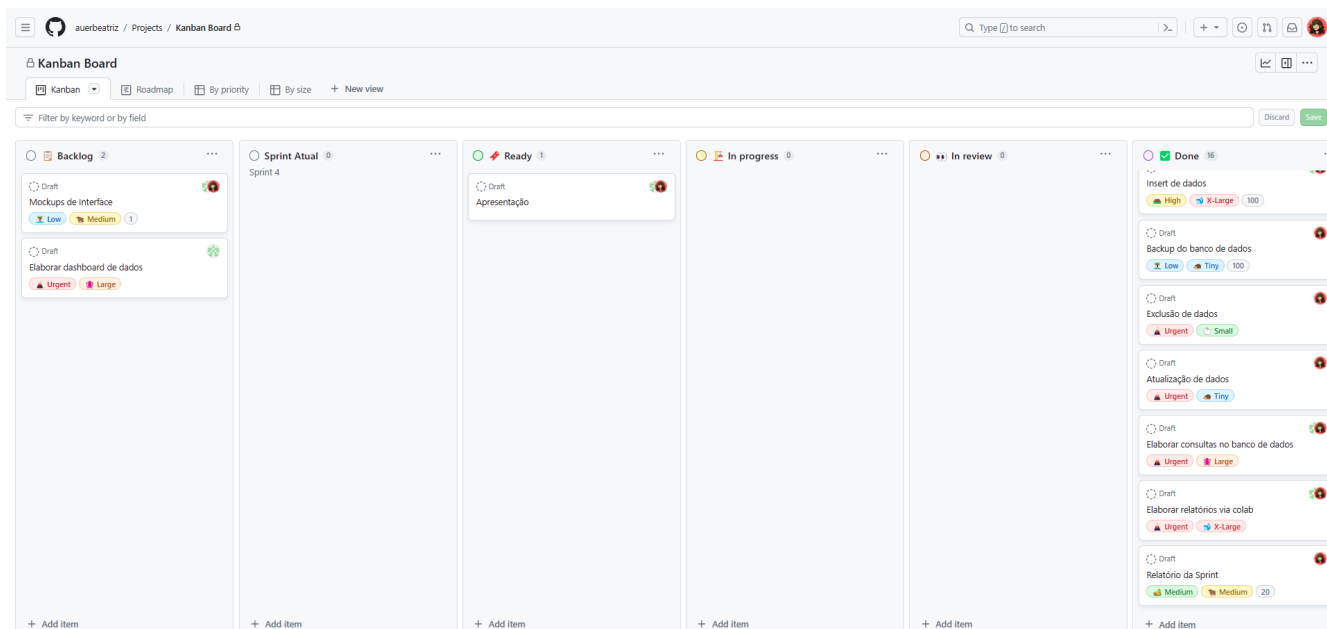 auerbeatriz / Projects / Kanban Board
Type / to search
Kanban Board
Kanban
Roadmap
By priority
By size
+ New view
Filter by keyword or by field
Discard
Save
Backlog 2
Draft
Mockups de Interface
Low Medium 1
Draft
Elaborar dashboard de dados
Urgent Large
+ Add item
Sprint Atual 0
Sprint 4
+ Add item
Ready 1
Draft
Apresentação
+ Add item
In progress 0
+ Add item
In review 0
+ Add item
Done 16
Insert de dados
High X-Large 100
Draft
Backup do banco de dados
Low Tiny 100
Draft
Exclusão de dados
Urgent Small
Draft
Atualização de dados
Urgent Tiny
Draft
Elaborar consultas no banco de dados
Urgent Large
Draft
Elaborar relatórios via colab
Urgent X-Large
Draft
Relatório da Sprint
Medium Medium 20
+ Add item